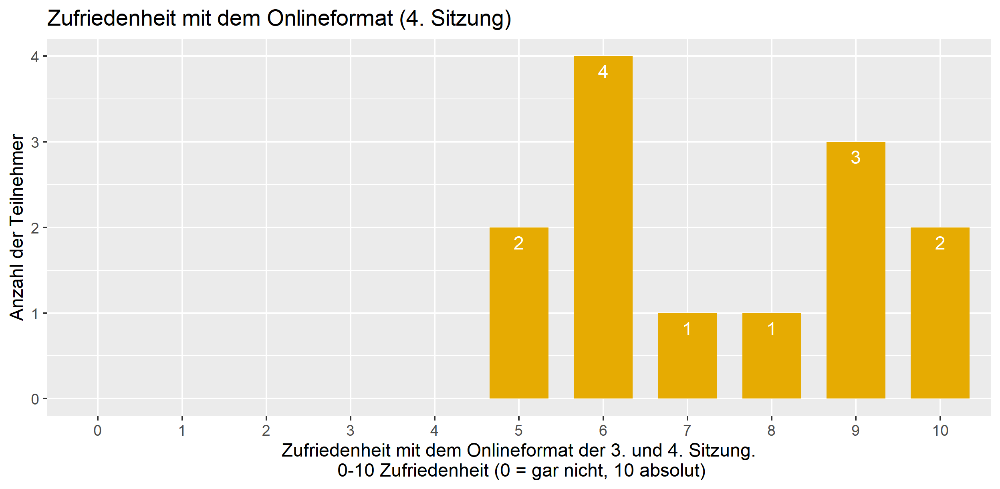 Zufriedenheit mit dem Onlineformat (4. Sitzung)
Anzahl der Teilnehmer
4
3
2
1
0
2
4
1
1
3
2
0 1 2 3 4 5 6 7 8 9 10
Zufriedenheit mit dem Onlineformat der 3. und 4. Sitzung.
0-10 Zufriedenheit (0 = gar nicht, 10 absolut)